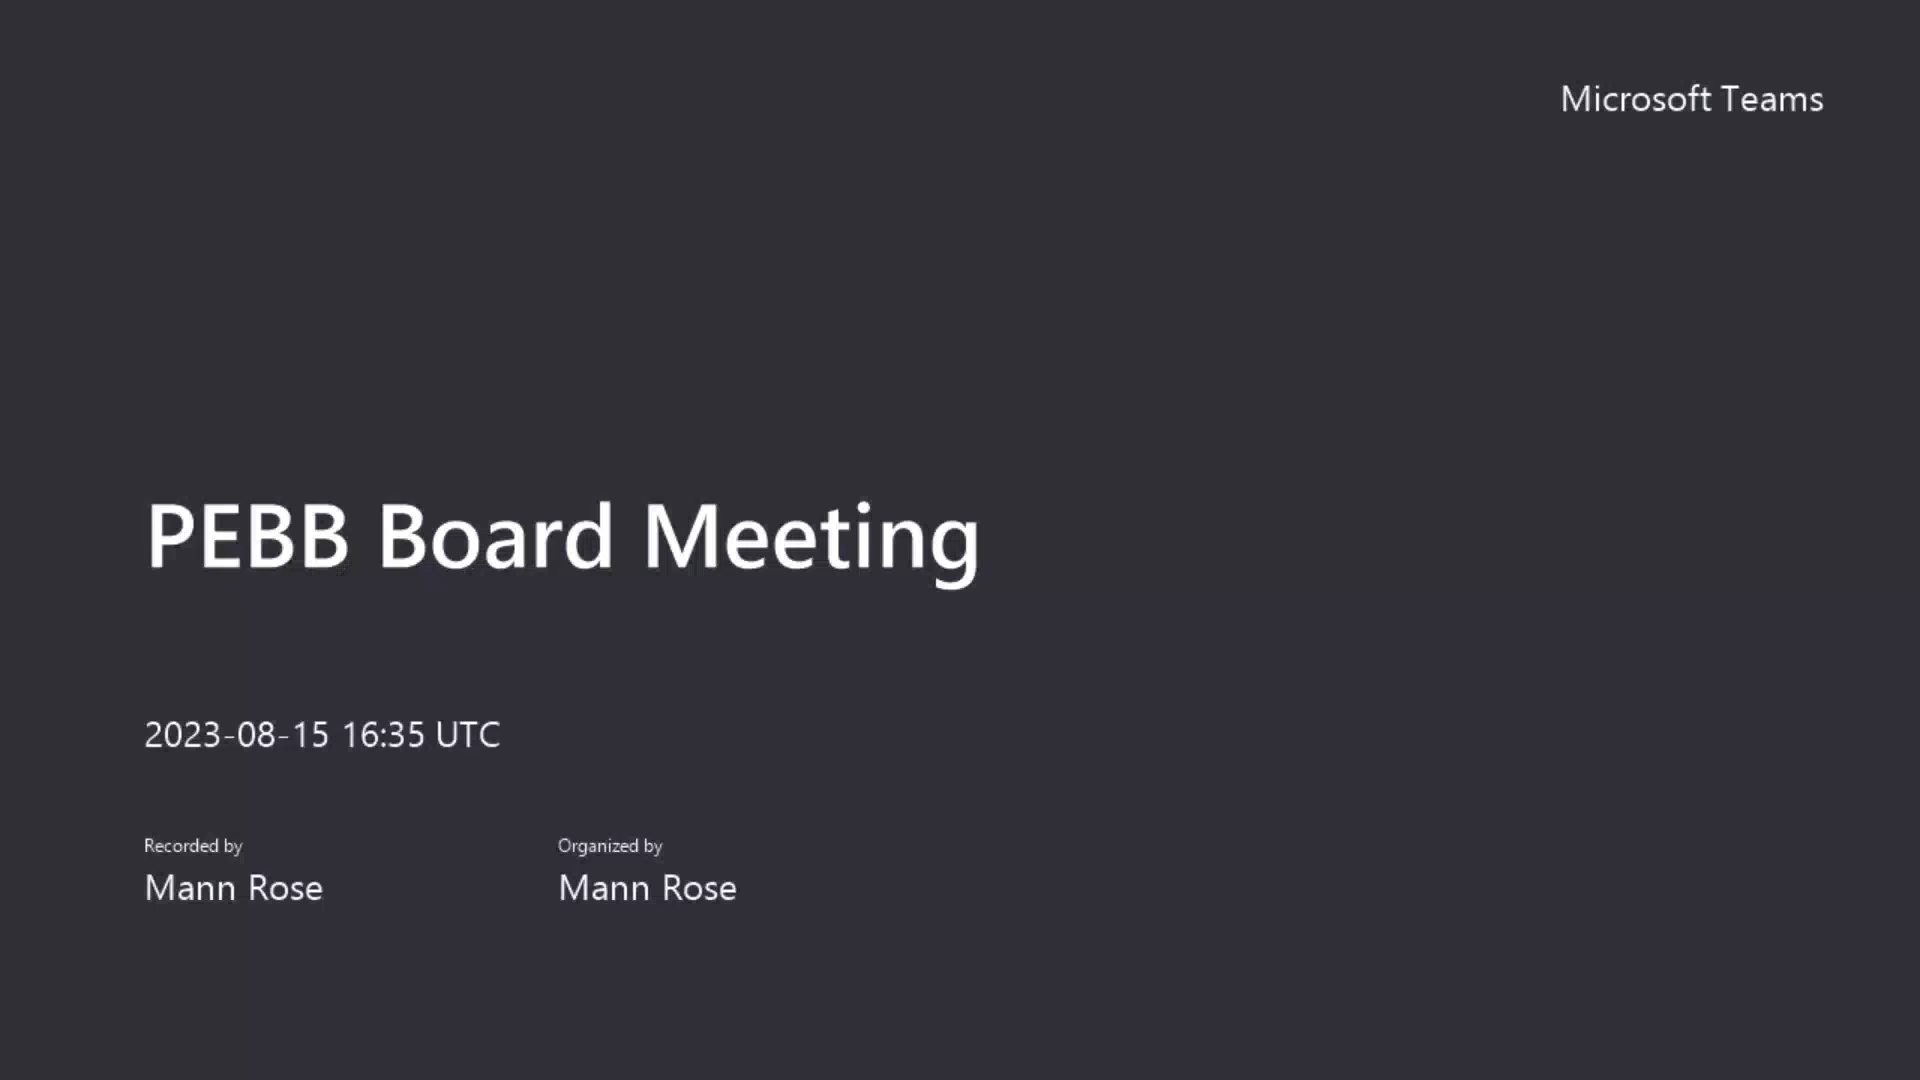 Microsoft Teams
PEBB Board Meeting
2023-08-15 16:35 UTC
Recorded by
Organized by
Mann Rose
Mann Rose